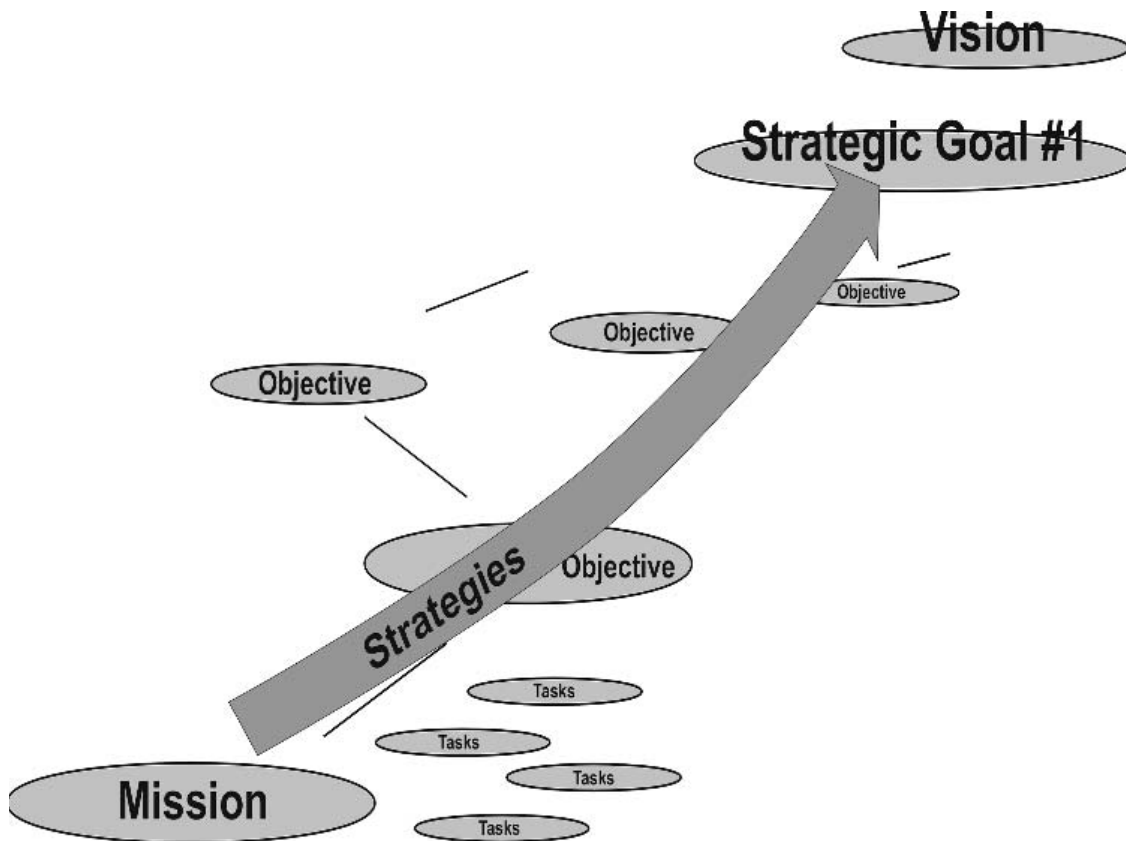 Vision
Strategic Goal #1
Objective
Objective
Objective
Objective
Strategies
Tasks
Tasks
Tasks
Mission
Tasks